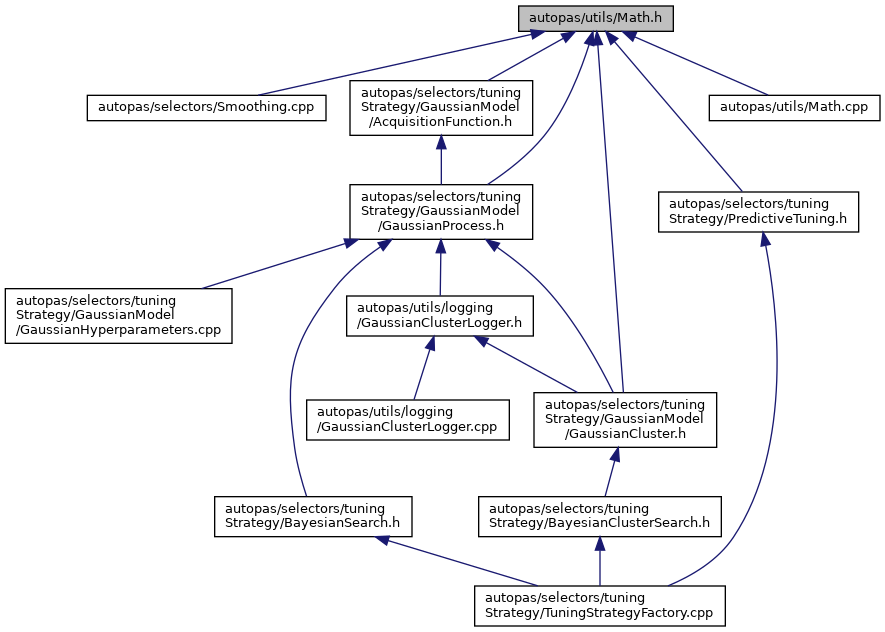 autopas/utils/Math.h
autopas/selectors/Smoothing.cpp
autopas/selectors/tuning
Strategy/GaussianModel
/AcquisitionFunction.h
autopas/utils/Math.cpp
autopas/selectors/tuning
Strategy/GaussianModel
/GaussianProcess.h
autopas/selectors/tuning
Strategy/PredictiveTuning.h
autopas/selectors/tuning
Strategy/GaussianModel
/GaussianHyperparameters.cpp
autopas/utils/logging
/GaussianClusterLogger.h
autopas/utils/logging
/GaussianClusterLogger.cpp
autopas/selectors/tuning
Strategy/GaussianModel
/GaussianCluster.h
autopas/selectors/tuning
Strategy/BayesianSearch.h
autopas/selectors/tuning
Strategy/BayesianClusterSearch.h
autopas/selectors/tuning
Strategy/TuningStrategyFactory.cpp